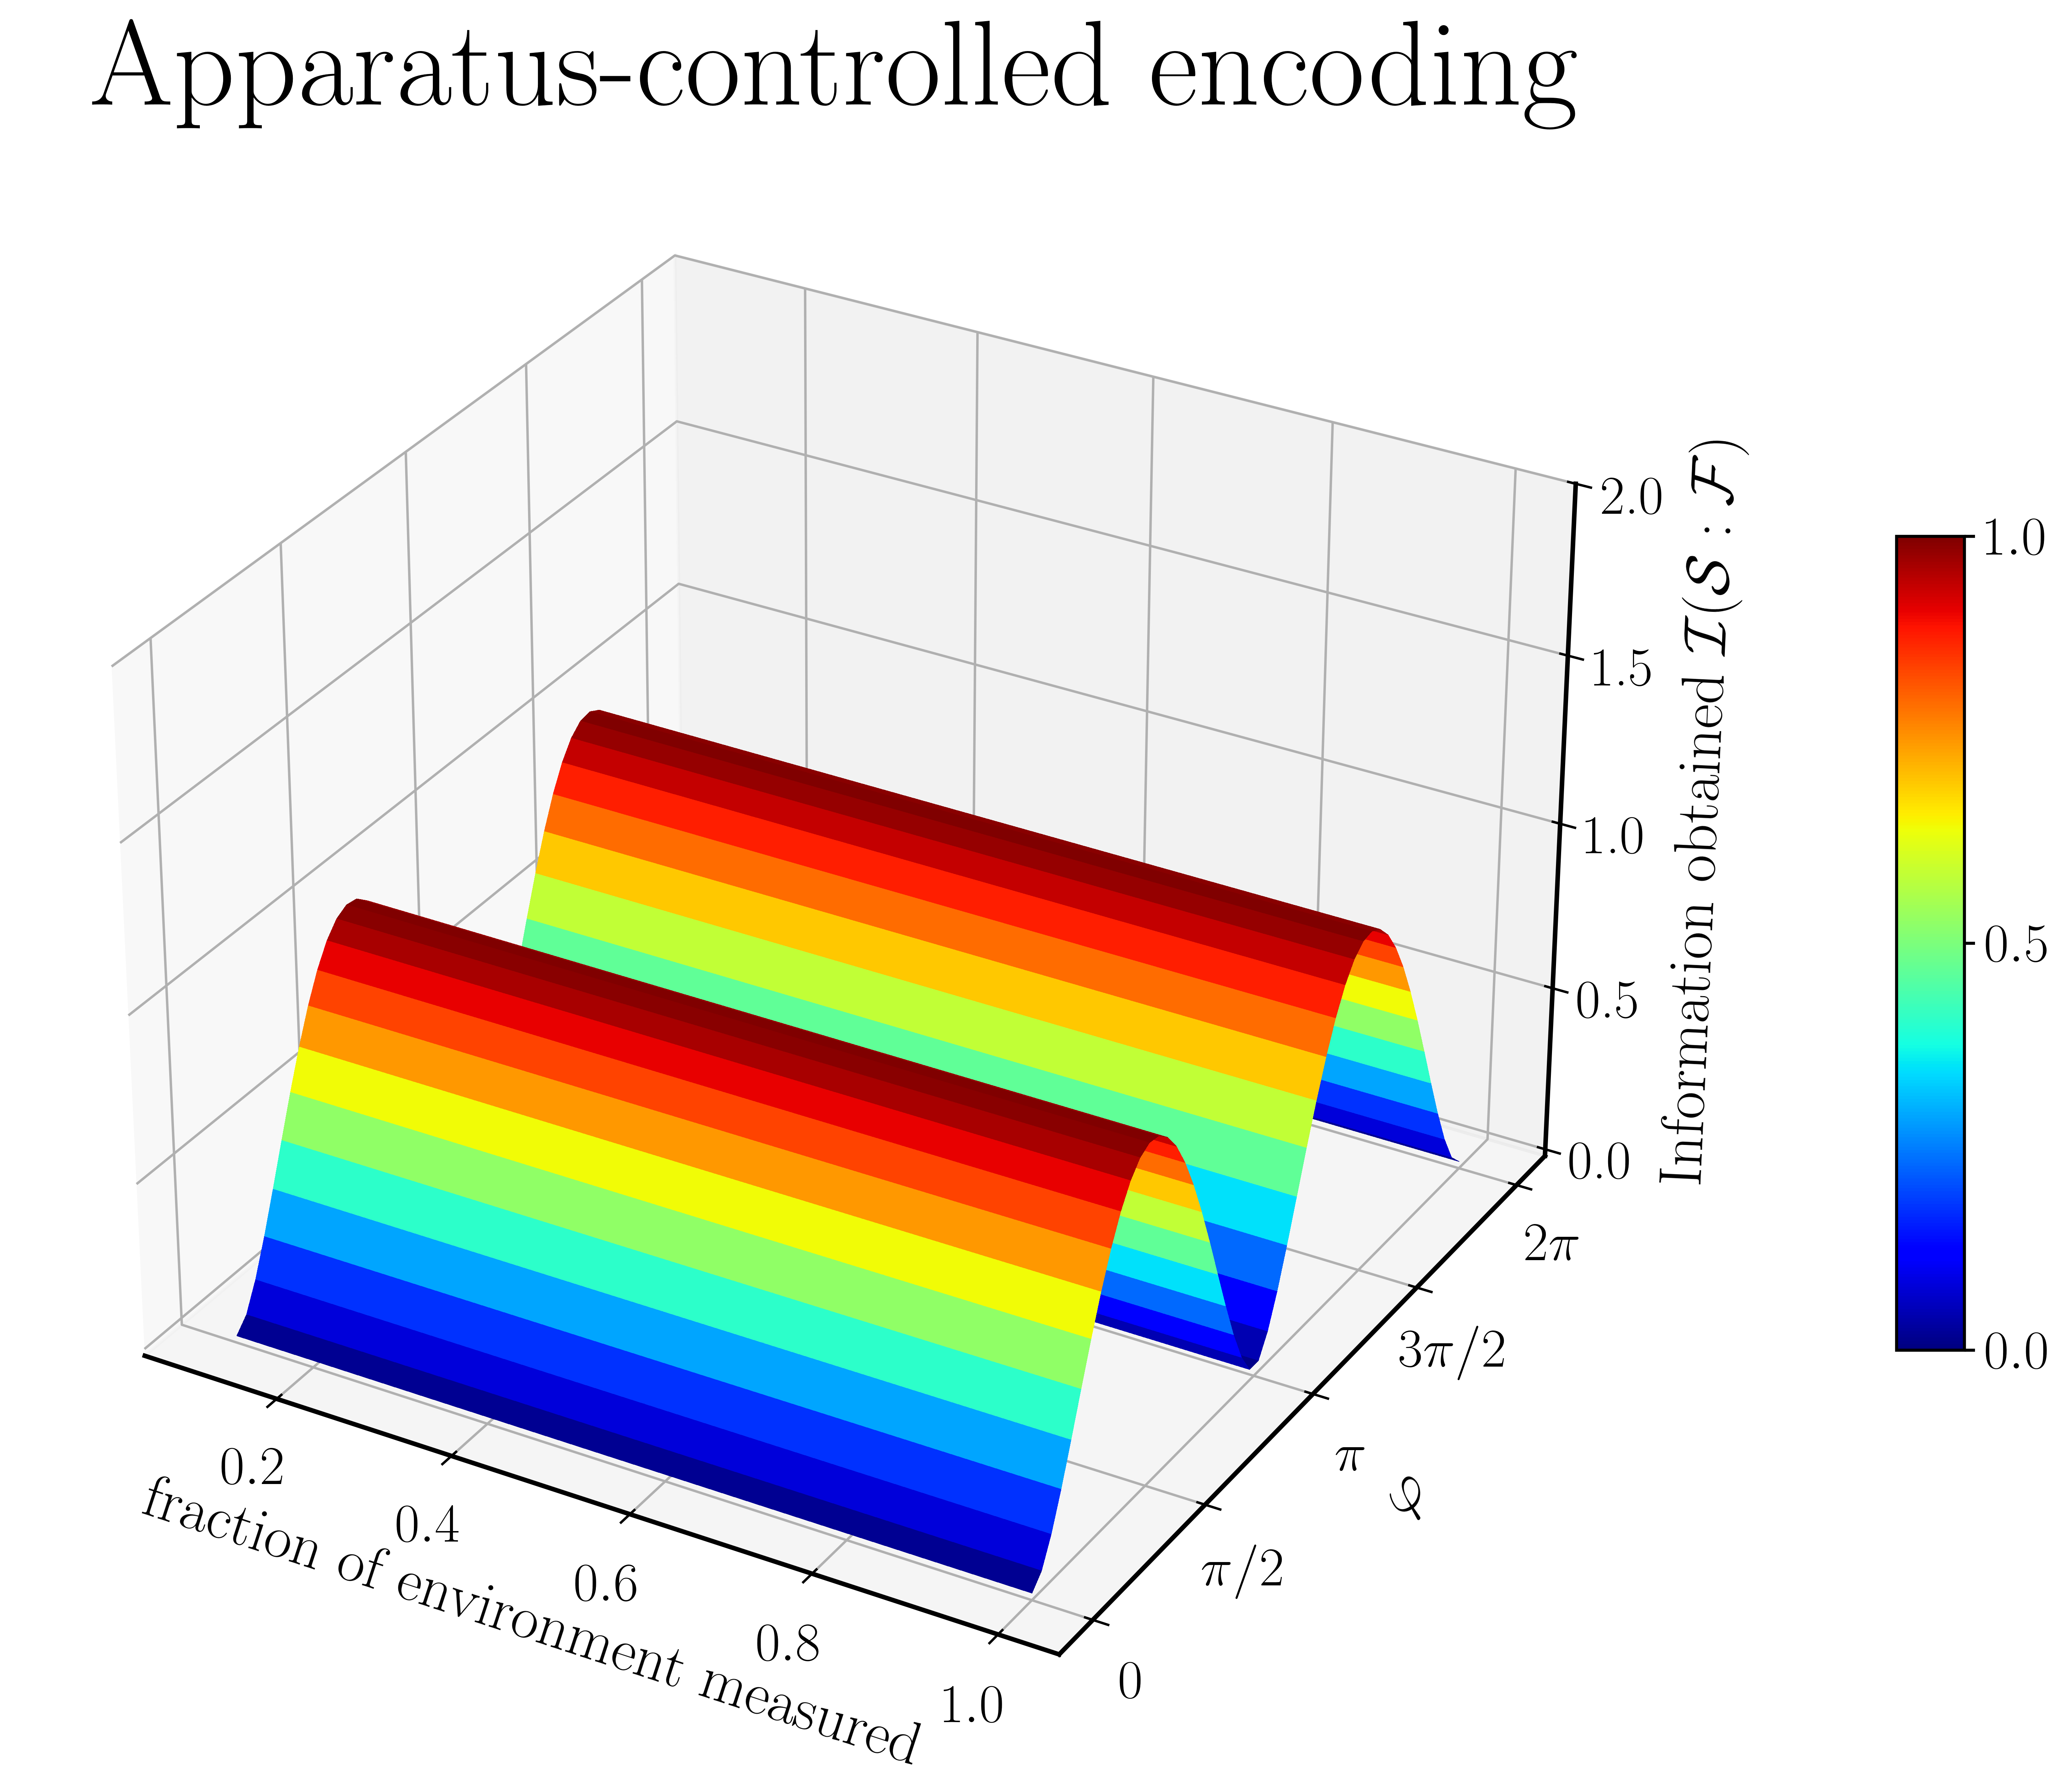 Apparatus-controlled encoding
2.0
1.5
1.0
0.5
0.0
Information obtained 𝓘(𝓢 : 𝓕)
1.0
0.5
0.0
2π
3π/2
π
π/2
0
φ
0.2
0.4
0.6
0.8
1.0
fraction of environment measured